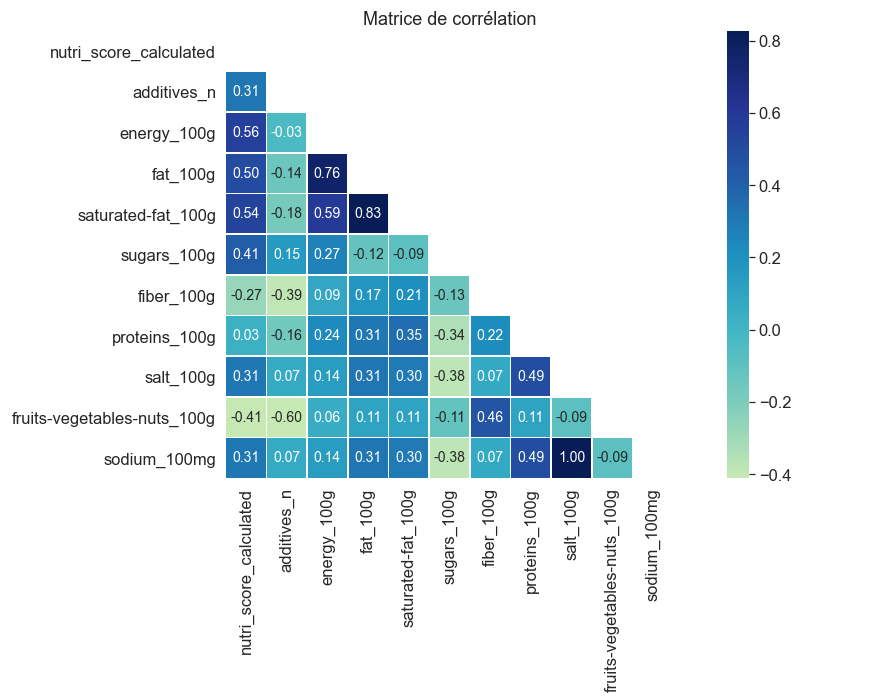 Matrice de corrélation
nutri_score_calculated
additives_n 0.31
energy_100g 0.56 -0.03
fat_100g 0.50 -0.14 0.76
saturated-fat_100g 0.54 -0.18 0.59 0.83
sugars_100g 0.41 0.15 0.27 -0.12 -0.09
fiber_100g -0.27 -0.39 0.09 0.17 0.21 -0.13
proteins_100g 0.03 -0.16 0.24 0.31 0.35 -0.34 0.22
salt_100g 0.31 0.07 0.14 0.31 0.30 -0.38 0.07 0.49
fruits-vegetables-nuts_100g -0.41 -0.60 0.06 0.11 0.11 -0.11 0.46 0.11 -0.09
sodium_100mg 0.31 0.07 0.14 0.31 0.30 -0.38 0.07 0.49 1.00 -0.09
nutri_score_calculated
additives_n
energy_100g
fat_100g
saturated-fat_100g
sugars_100g
fiber_100g
proteins_100g
salt_100g
fruits-vegetables-nuts_100g
sodium_100mg
0.8
0.6
0.4
0.2
0.0
−0.2
−0.4